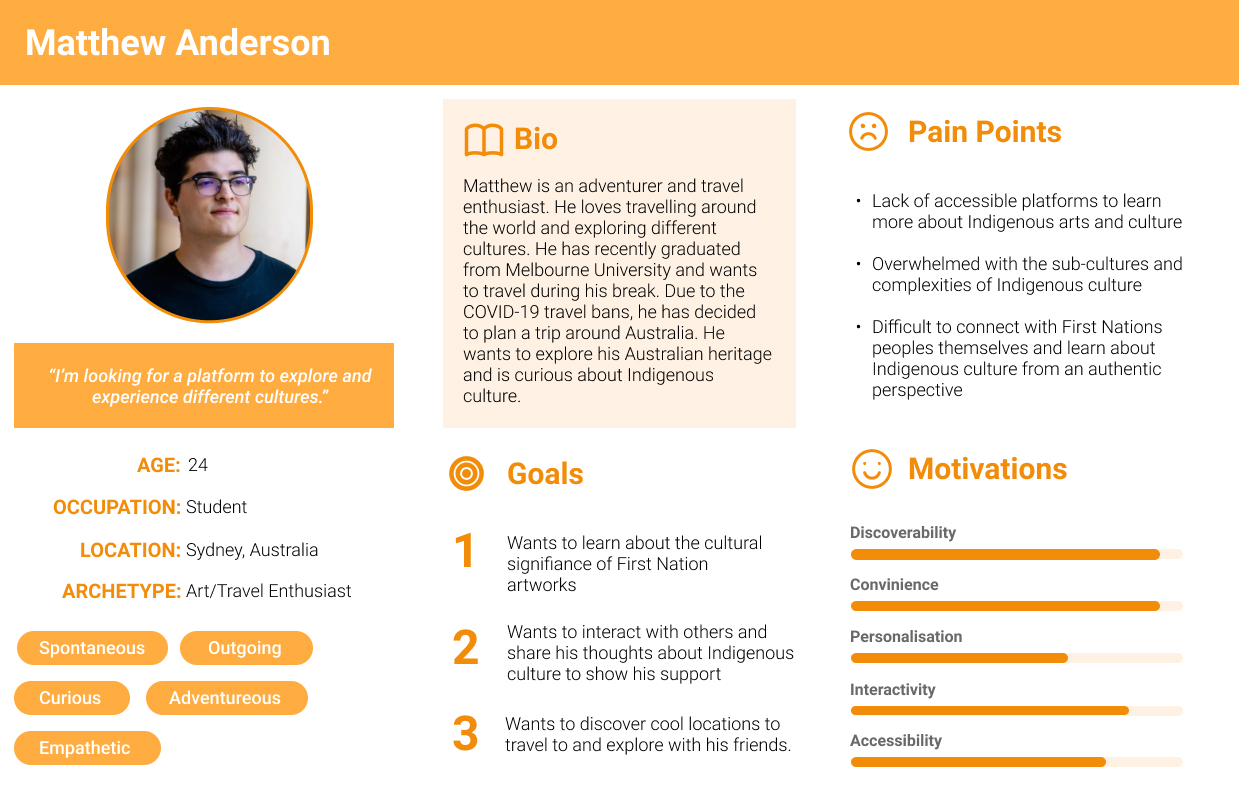 Matthew Anderson
“I’m looking for a platform to explore and
experience different cultures.”
AGE: 24
OCCUPATION: Student
LOCATION: Sydney, Australia
ARCHETYPE: Art/Travel Enthusiast
Spontaneous
Outgoing
Curious
Adventureous
Empathetic
Bio
Matthew is an adventurer and travel
enthusiast. He loves travelling around
the world and exploring different
cultures. He has recently graduated
from Melbourne University and wants
to travel during his break. Due to the
COVID-19 travel bans, he has decided
to plan a trip around Australia. He
wants to explore his Australian heritage
and is curious about Indigenous
culture.
Goals
1
Wants to learn about the cultural
signifiance of First Nation
artworks
2
Wants to interact with others and
share his thoughts about Indigenous
culture to show his support
3
Wants to discover cool locations to
travel to and explore with his friends.
Pain Points
• Lack of accessible platforms to learn
more about Indigenous arts and culture
• Overwhelmed with the sub-cultures and
complexities of Indigenous culture
• Difficult to connect with First Nations
peoples themselves and learn about
Indigenous culture from an authentic
perspective
Motivations
Discoverability
Convinience
Personalisation
Interactivity
Accessibility